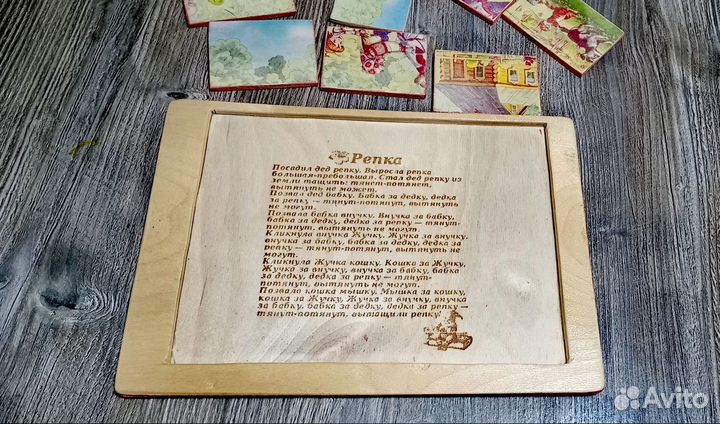 Репка
Посадил дед репку. Выросла репка
большая-пребольшая. Стал дед репку из
земли тащить: тянет-потянет,
вытянуть не может.
Позвал дед бабку. Бабка за дедку, дедка
за репку — тянут-потянут, вытянуть
не могут.
Позвала бабка внучку. Внучка за бабку,
бабка за дедку, дедка за репку — тянут-
потянут, вытянуть не могут.
Кликнула внучка Жучку. Жучка за внучку,
внучка за бабку, бабка за дедку, дедка за
репку — тянут-потянут, вытянуть не
могут.
Кликнула Жучка кошку. Кошка за Жучку,
Жучка за внучку, внучка за бабку, бабка
за дедку, дедка за репку — тянут-
потянут, вытянуть не могут.
Позвала кошка мышку. Мышка за кошку,
кошка за Жучку, Жучка за внучку, внучка
за бабку, бабка за дедку, дедка за репку —
тянут-потянут, вытащили репку!
Avito